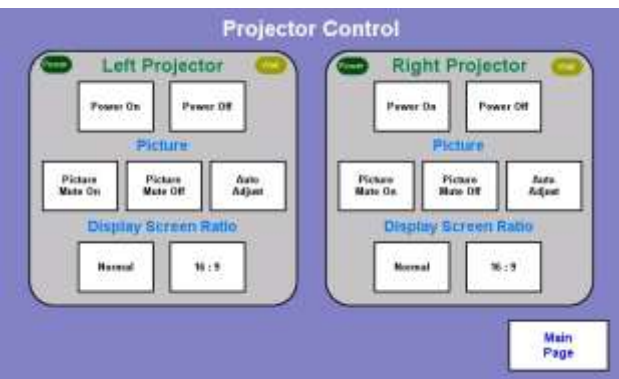 Projector Control
Power Left Projector Wait
Power On Power Off
Picture
Picture Mute On Picture Mute Off Auto Adjust
Display Screen Ratio
Normal 16 : 9
Power Right Projector Wait
Power On Power Off
Picture
Picture Mute On Picture Mute Off Auto Adjust
Display Screen Ratio
Normal 16 : 9
Main
Page